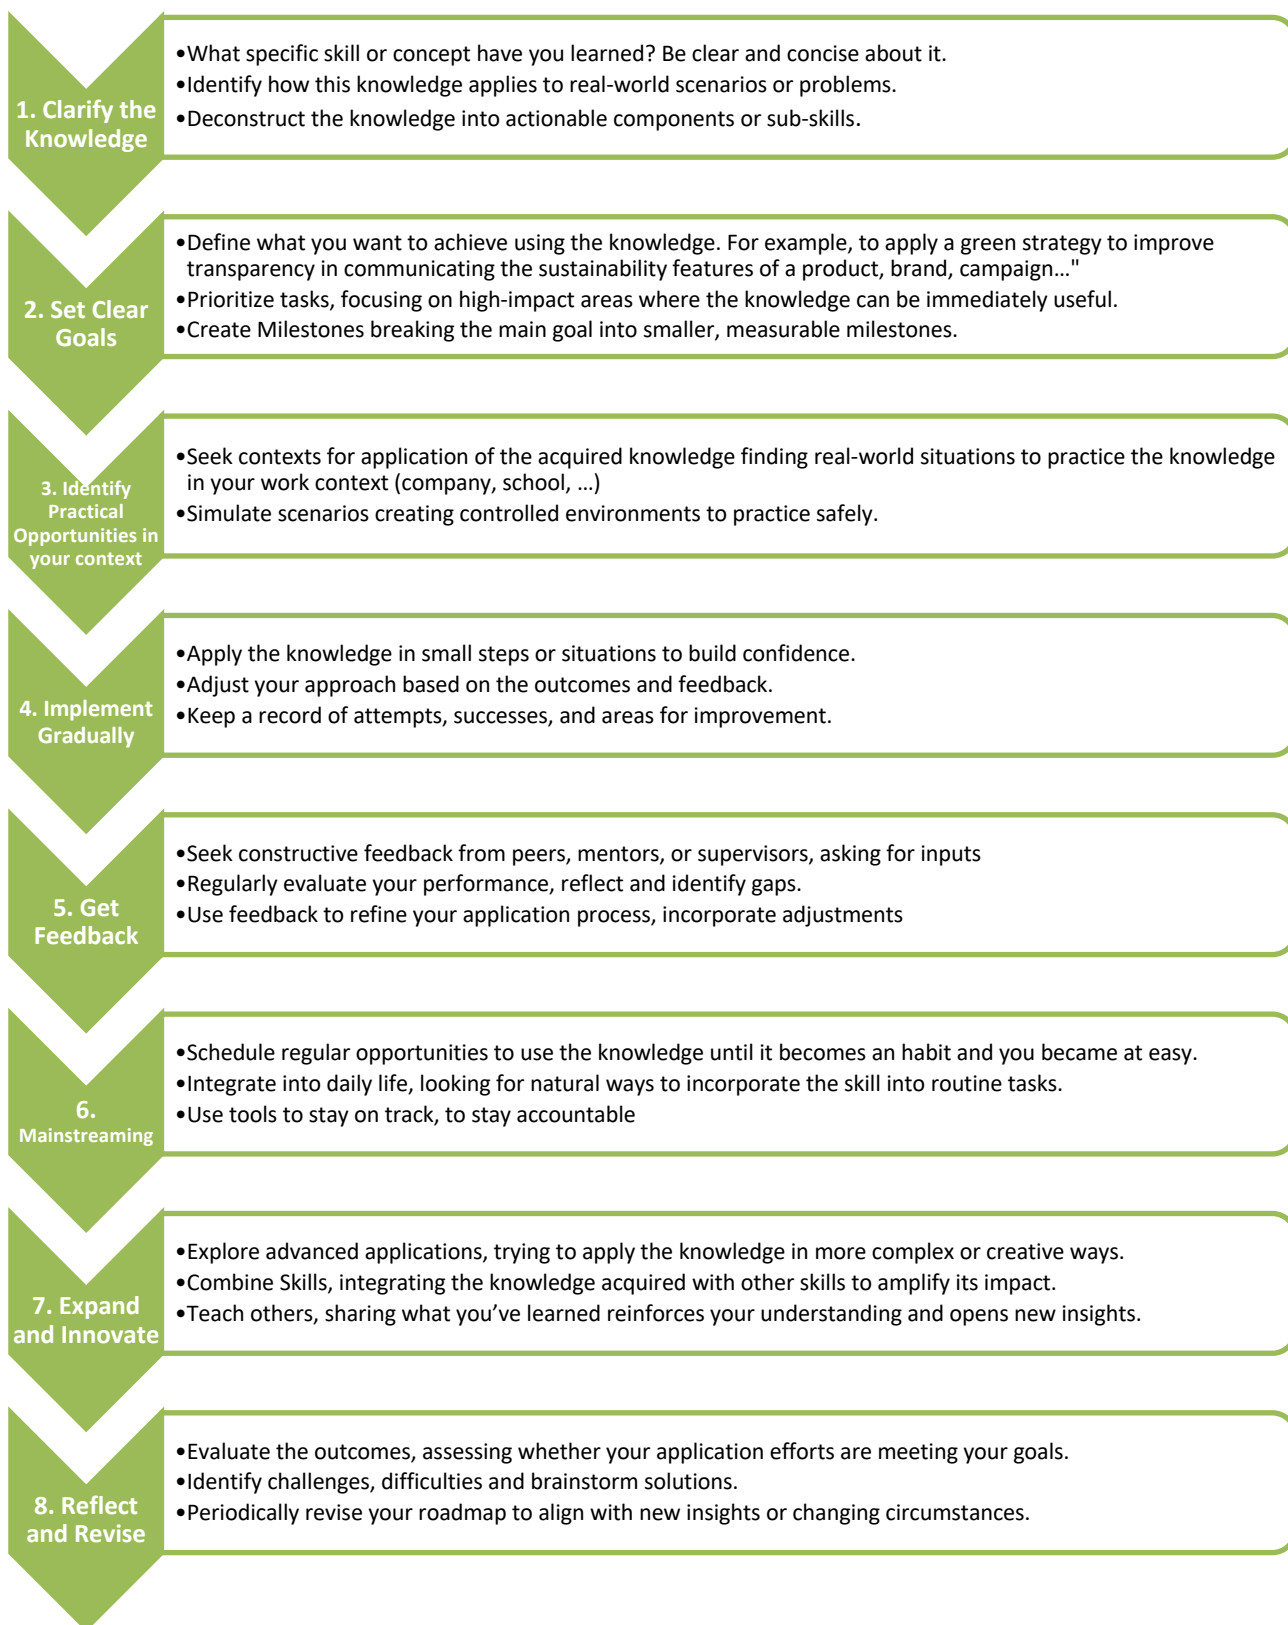 1. Clarify the
Knowledge
•What specific skill or concept have you learned? Be clear and concise about it.
•Identify how this knowledge applies to real-world scenarios or problems.
•Deconstruct the knowledge into actionable components or sub-skills.
2. Set Clear
Goals
•Define what you want to achieve using the knowledge. For example, to apply a green strategy to improve
transparency in communicating the sustainability features of a product, brand, campaign…"
•Prioritize tasks, focusing on high-impact areas where the knowledge can be immediately useful.
•Create Milestones breaking the main goal into smaller, measurable milestones.
3. Identify
Practical
Opportunities in
your context
•Seek contexts for application of the acquired knowledge finding real-world situations to practice the knowledge
in your work context (company, school, …)
•Simulate scenarios creating controlled environments to practice safely.
4. Implement
Gradually
•Apply the knowledge in small steps or situations to build confidence.
•Adjust your approach based on the outcomes and feedback.
•Keep a record of attempts, successes, and areas for improvement.
5. Get
Feedback
•Seek constructive feedback from peers, mentors, or supervisors, asking for inputs
•Regularly evaluate your performance, reflect and identify gaps.
•Use feedback to refine your application process, incorporate adjustments
6.
Mainstreaming
•Schedule regular opportunities to use the knowledge until it becomes an habit and you became at easy.
•Integrate into daily life, looking for natural ways to incorporate the skill into routine tasks.
•Use tools to stay on track, to stay accountable
7. Expand
and Innovate
•Explore advanced applications, trying to apply the knowledge in more complex or creative ways.
•Combine Skills, integrating the knowledge acquired with other skills to amplify its impact.
•Teach others, sharing what you’ve learned reinforces your understanding and opens new insights.
8. Reflect
and Revise
•Evaluate the outcomes, assessing whether your application efforts are meeting your goals.
•Identify challenges, difficulties and brainstorm solutions.
•Periodically revise your roadmap to align with new insights or changing circumstances.